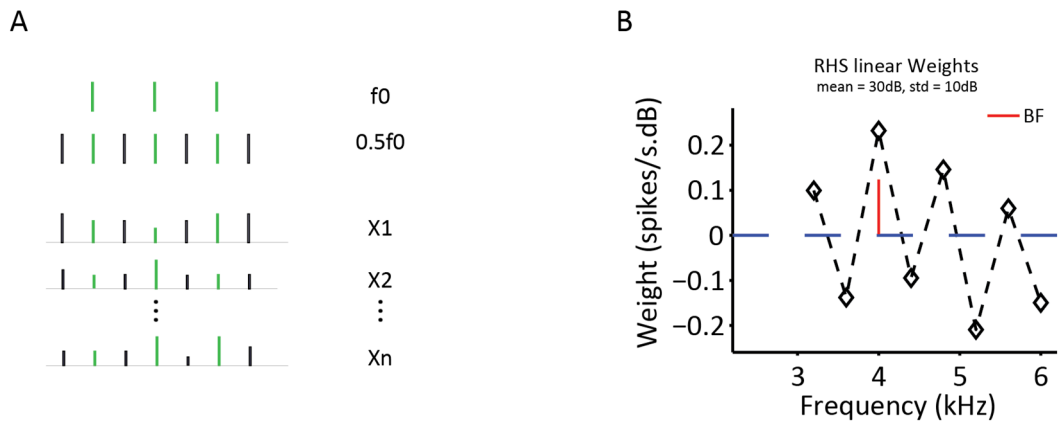 A
f0
0.5f0
X1
X2
Xn
B
RHS linear Weights
mean = 30dB, std = 10dB
BF
Weight (spikes/s.dB)
0.2
0.1
0
−0.1
−0.2
3 4 5 6
Frequency (kHz)